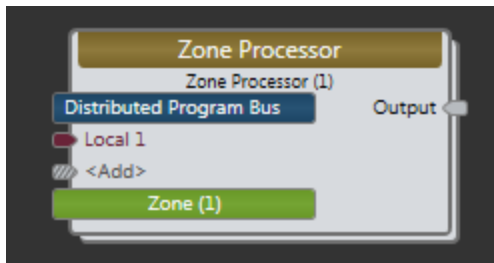 Zone Processor
Zone Processor (1)
Distributed Program Bus
Output
Local 1
<Add>
Zone (1)